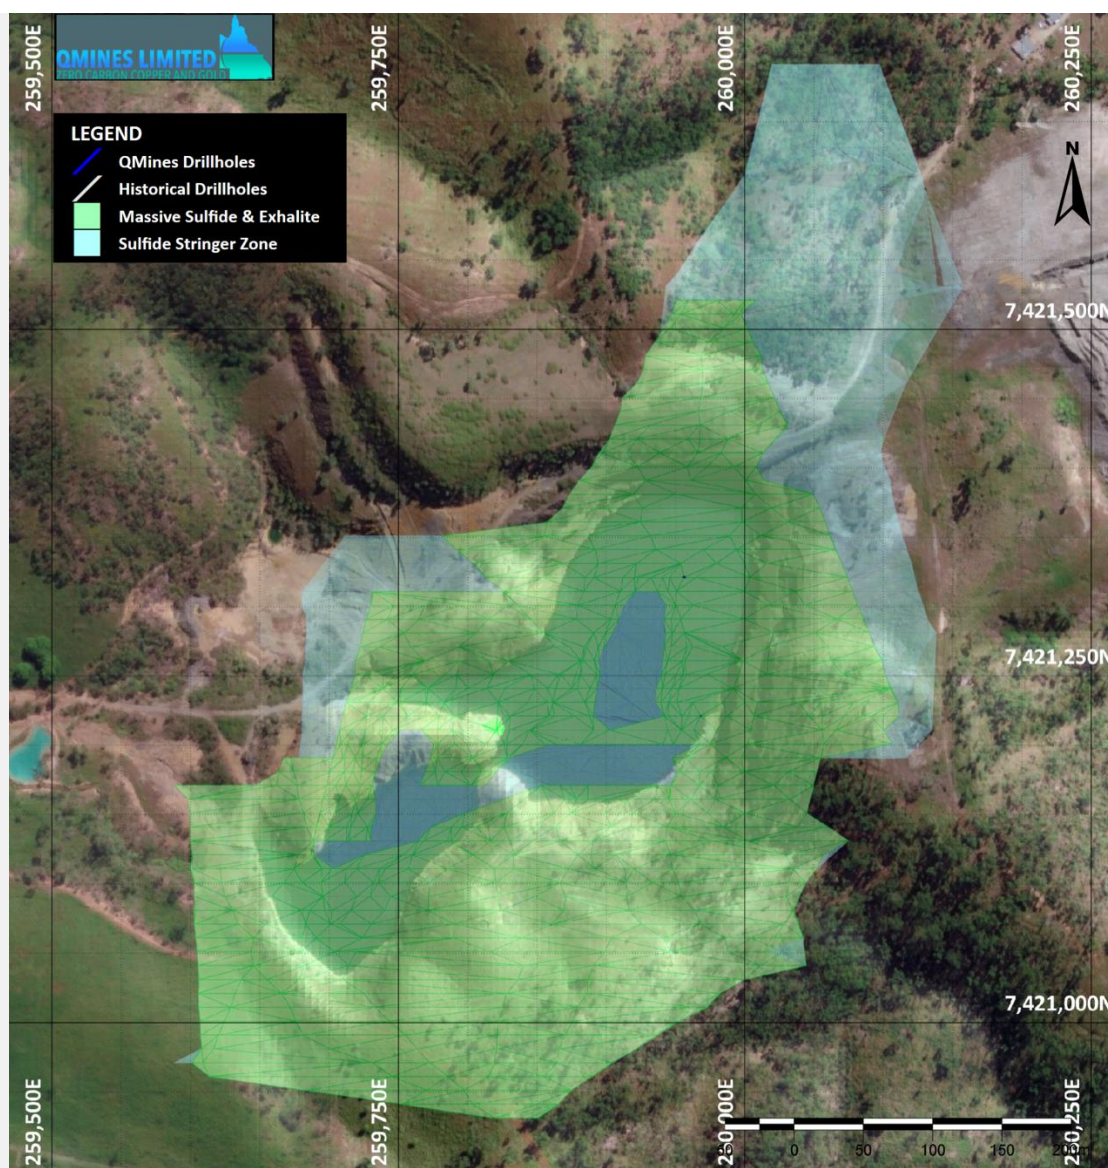 QMINES LIMITED
ZERO CARBON COPPER AND GOLD
259,500E
259,750E
260,000E
260,250E
LEGEND
QMines Drillholes
Historical Drillholes
Massive Sulfide & Exhalite
Sulfide Stringer Zone
N
7,421,500N
7,421,250N
7,421,000N
259,500E
259,750E
260,000E
260,250E
50 0 50 100 150 200m